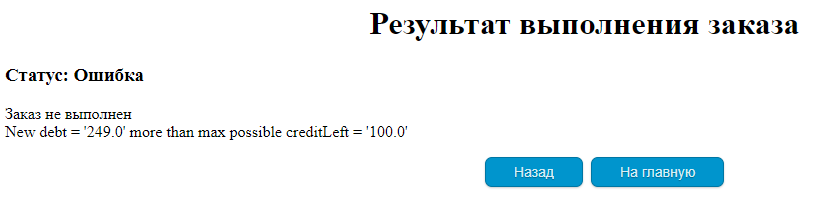 Результат выполнения заказа
Статус: Ошибка
Заказ не выполнен
New debt = '249.0' more than max possible creditLeft = '100.0'
Назад
На главную